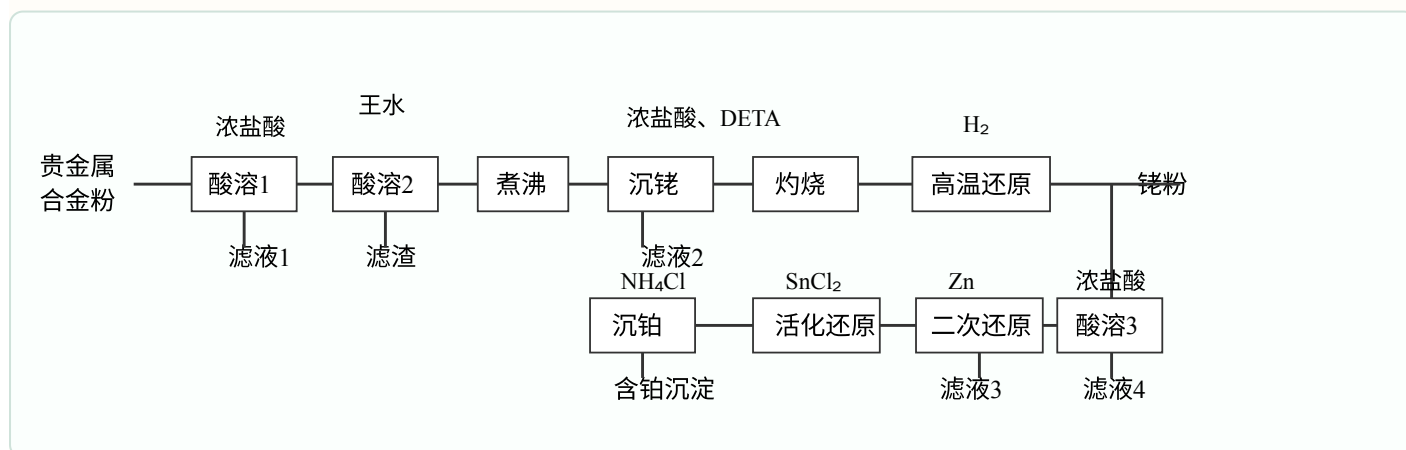 王水
浓盐酸
浓盐酸、DETA
H₂
贵金属
合金粉
酸溶1
酸溶2
煮沸
沉铑
灼烧
高温还原
铑粉
滤液1
滤渣
滤液2
NH₄Cl
SnCl₂
Zn
浓盐酸
沉铂
活化还原
二次还原
酸溶3
含铂沉淀
滤液3
滤液4